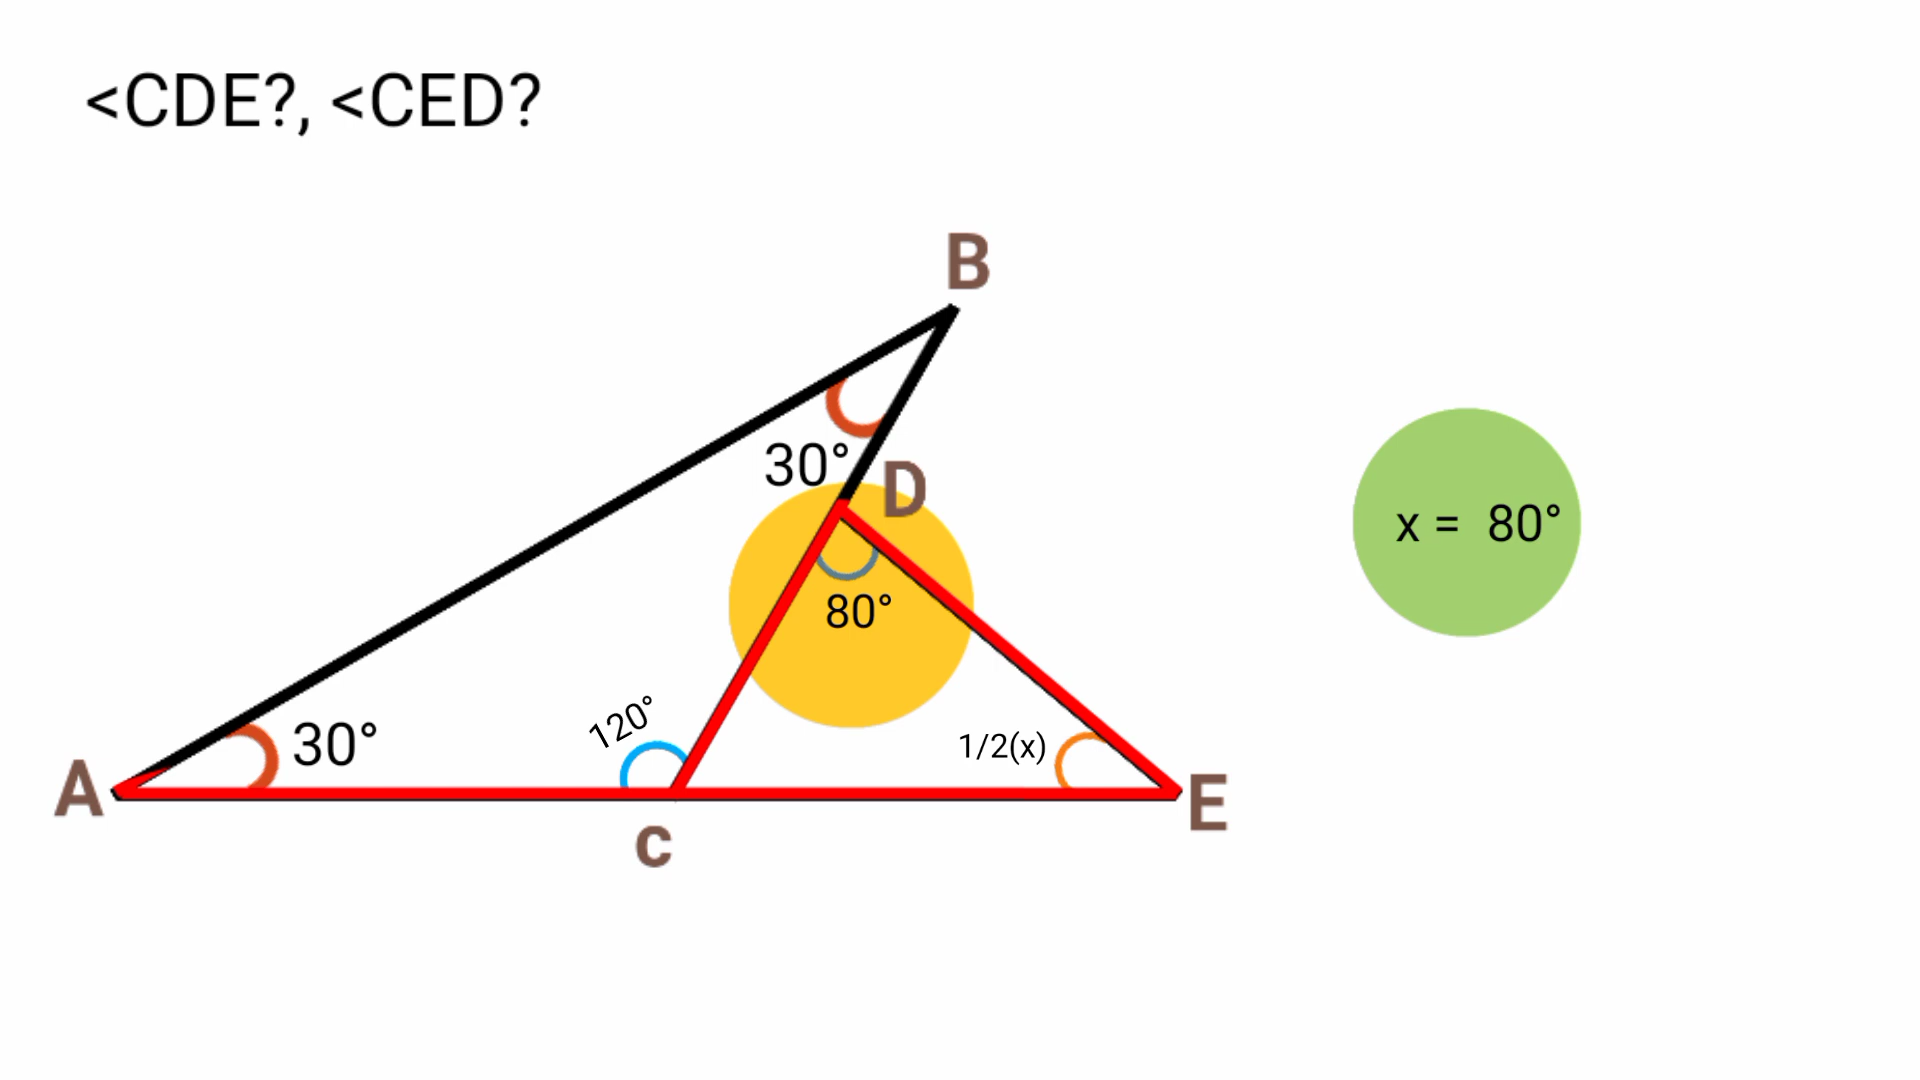 <CDE?, <CED?
B
30°
D
x = 80°
80°
120°
1/2(x)
30°
A
E
c